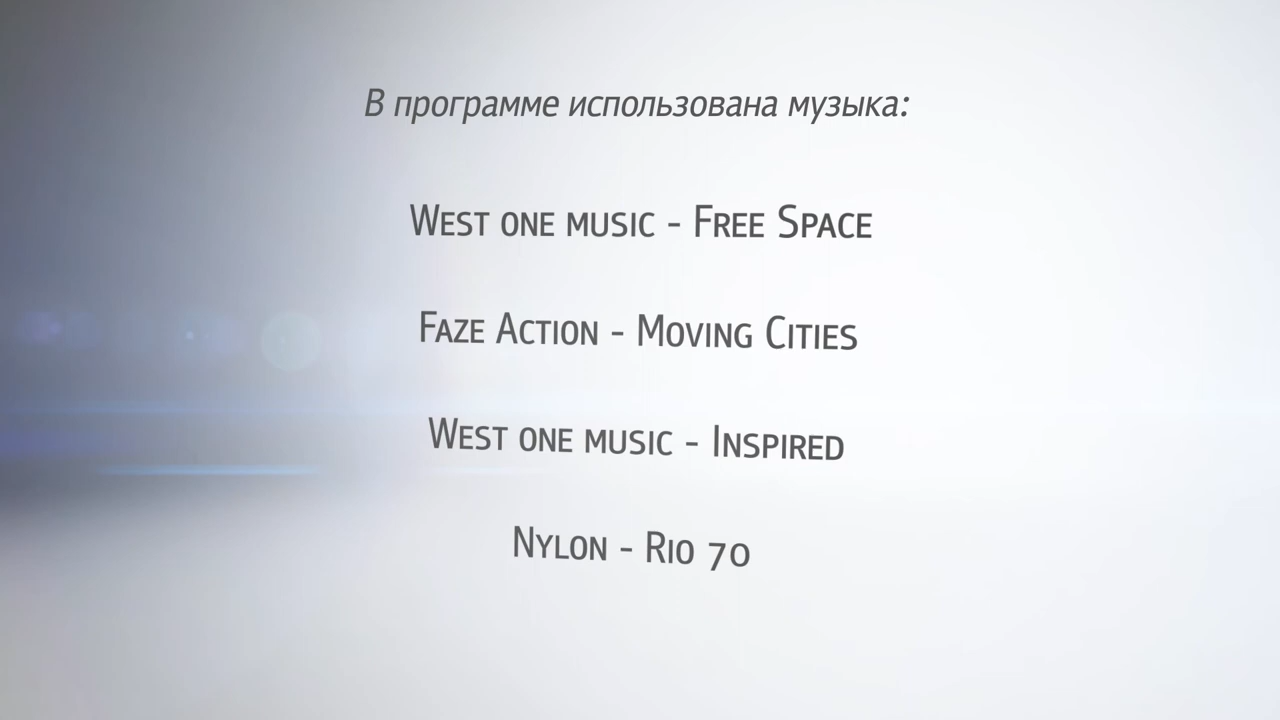 В программе использована музыка:
West one music - Free Space
Faze Action - Moving Cities
West one music - Inspired
Nylon - Rio 70